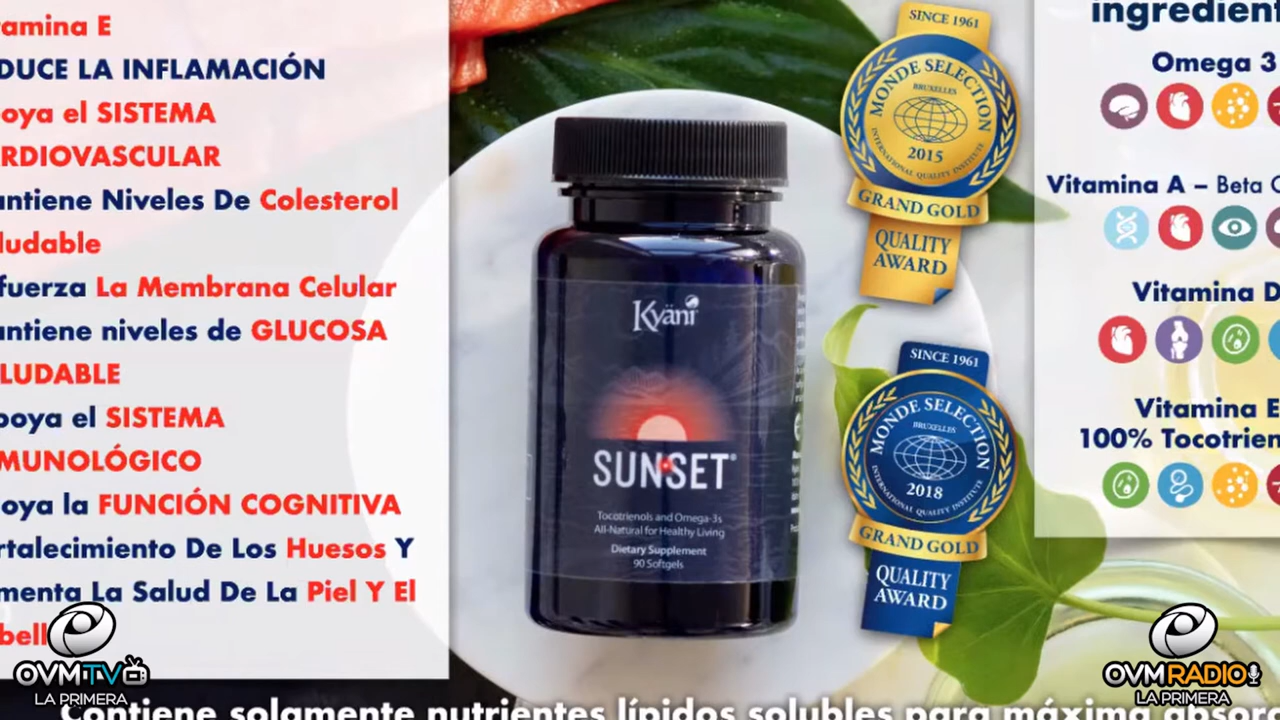 tamina E
DUCE LA INFLAMACIÓN
oya el SISTEMA
RDIOVASCULAR
antiene Niveles De Colesterol
ludable
fuerza La Membrana Celular
antiene niveles de GLUCOSA
LUDABLE
poya el SISTEMA
MUNOLÓGICO
oya la FUNCIÓN COGNITIVA
rtalecimiento De Los Huesos Y
menta La Salud De La Piel Y El
bell
OVMTV
LA PRIMERA
Kyäni
SUNSET®
Tocotrienols and Omega-3s
All-Natural for Healthy Living
Dietary Supplement
90 Softgels
SINCE 1961
MONDE SELECTION
BRUXELLES
2015
INTERNATIONAL QUALITY INSTITUTE
GRAND GOLD
QUALITY
AWARD
SINCE 1961
MONDE SELECTION
BRUXELLES
2018
INTERNATIONAL QUALITY INSTITUTE
GRAND GOLD
QUALITY
AWARD
ingredient
Omega 3
Vitamina A – Beta C
Vitamina D
Vitamina E
100% Tocotrien
OVMRADIO
LA PRIMERA
Contiene solamente nutrientes lípidos solubles para máxima absor